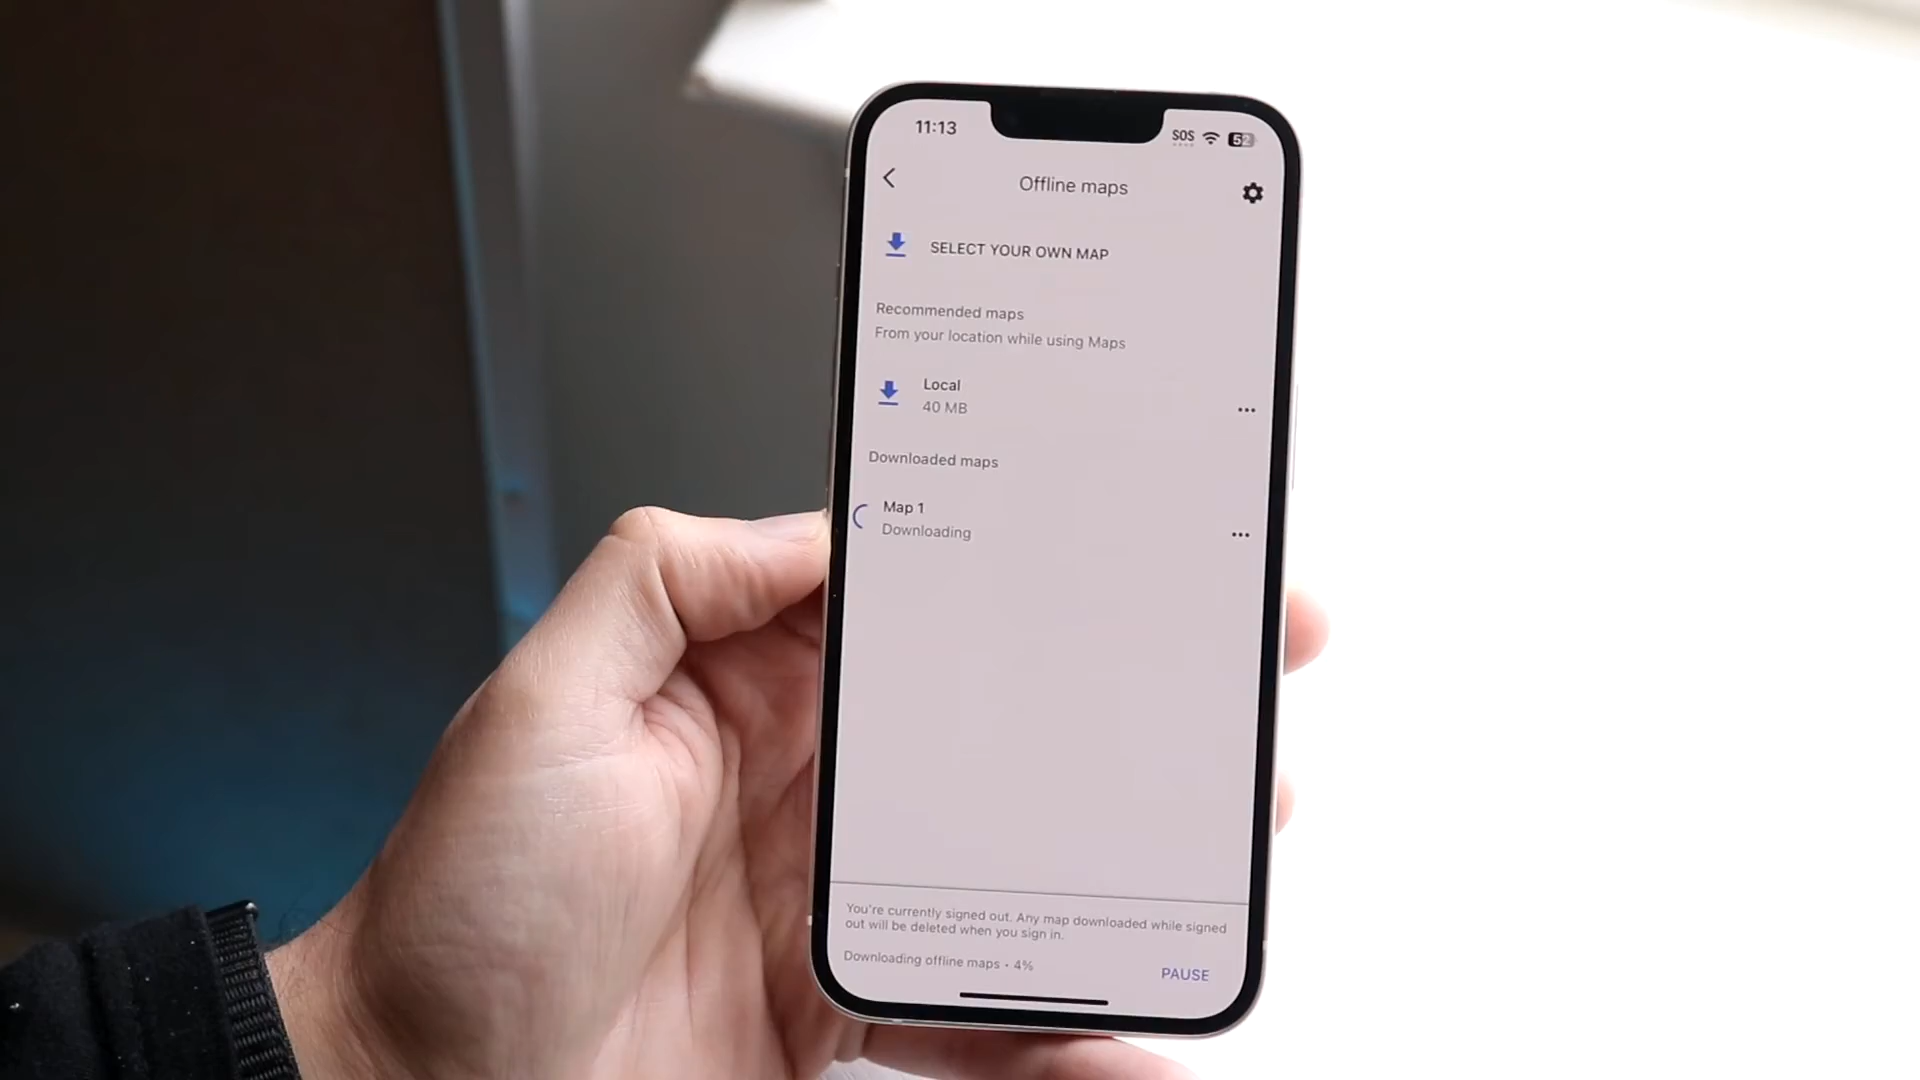 11:13
SOS
52
Offline maps
SELECT YOUR OWN MAP
Recommended maps
From your location while using Maps
Local
40 MB
Downloaded maps
Map 1
Downloading
You're currently signed out. Any map downloaded while signed
out will be deleted when you sign in.
Downloading offline maps • 4%
PAUSE